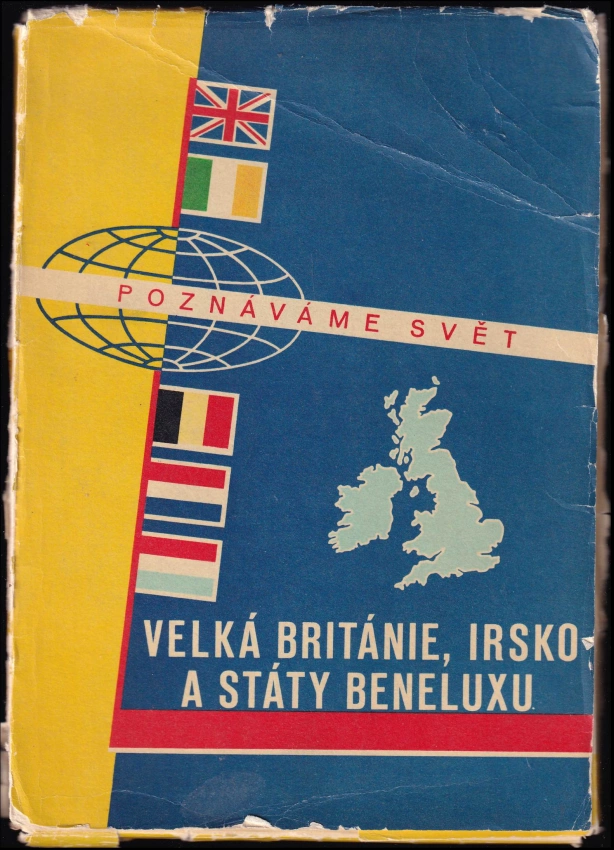 POZNÁVÁME SVĚT
VELKÁ BRITÁNIE, IRSKO
A STÁTY BENELUXU